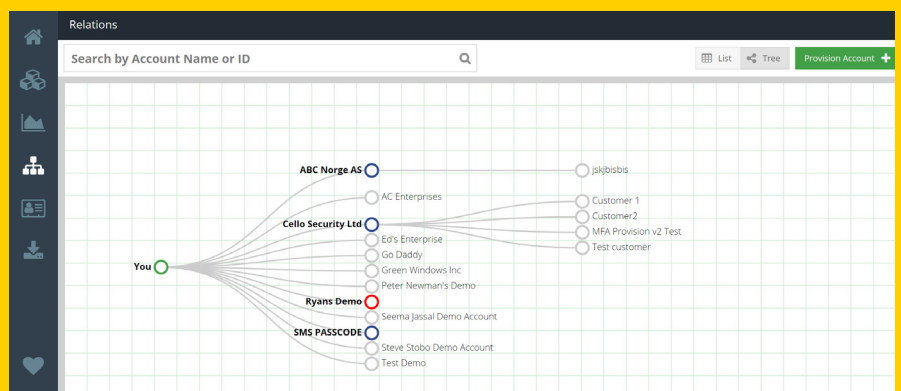 Relations
Search by Account Name or ID
List
Tree
Provision Account
ABC Norge AS
jskjbisbis
AC Enterprises
Customer 1
Customer2
Cello Security Ltd
MFA Provision v2 Test
Ed's Enterprise
Test customer
Go Daddy
You
Green Windows Inc
Peter Newman's Demo
Ryans Demo
Seema Jassal Demo Account
SMS PASSCODE
Steve Stobo Demo Account
Test Demo